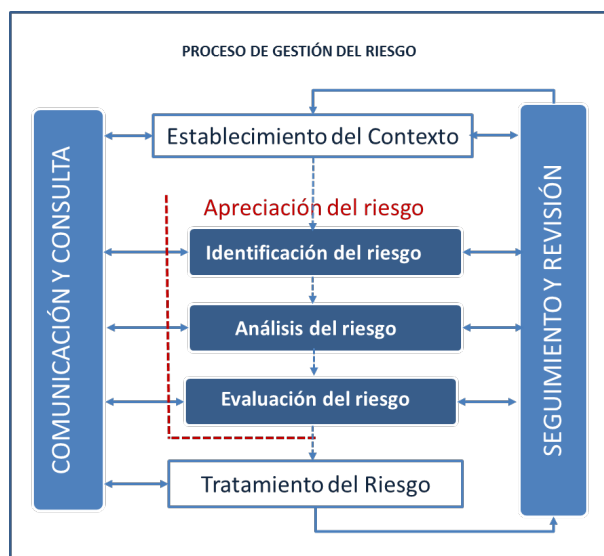 PROCESO DE GESTIÓN DEL RIESGO
COMUNICACIÓN Y CONSULTA
Establecimiento del Contexto
Apreciación del riesgo
Identificación del riesgo
Análisis del riesgo
Evaluación del riesgo
Tratamiento del Riesgo
SEGUIMIENTO Y REVISIÓN